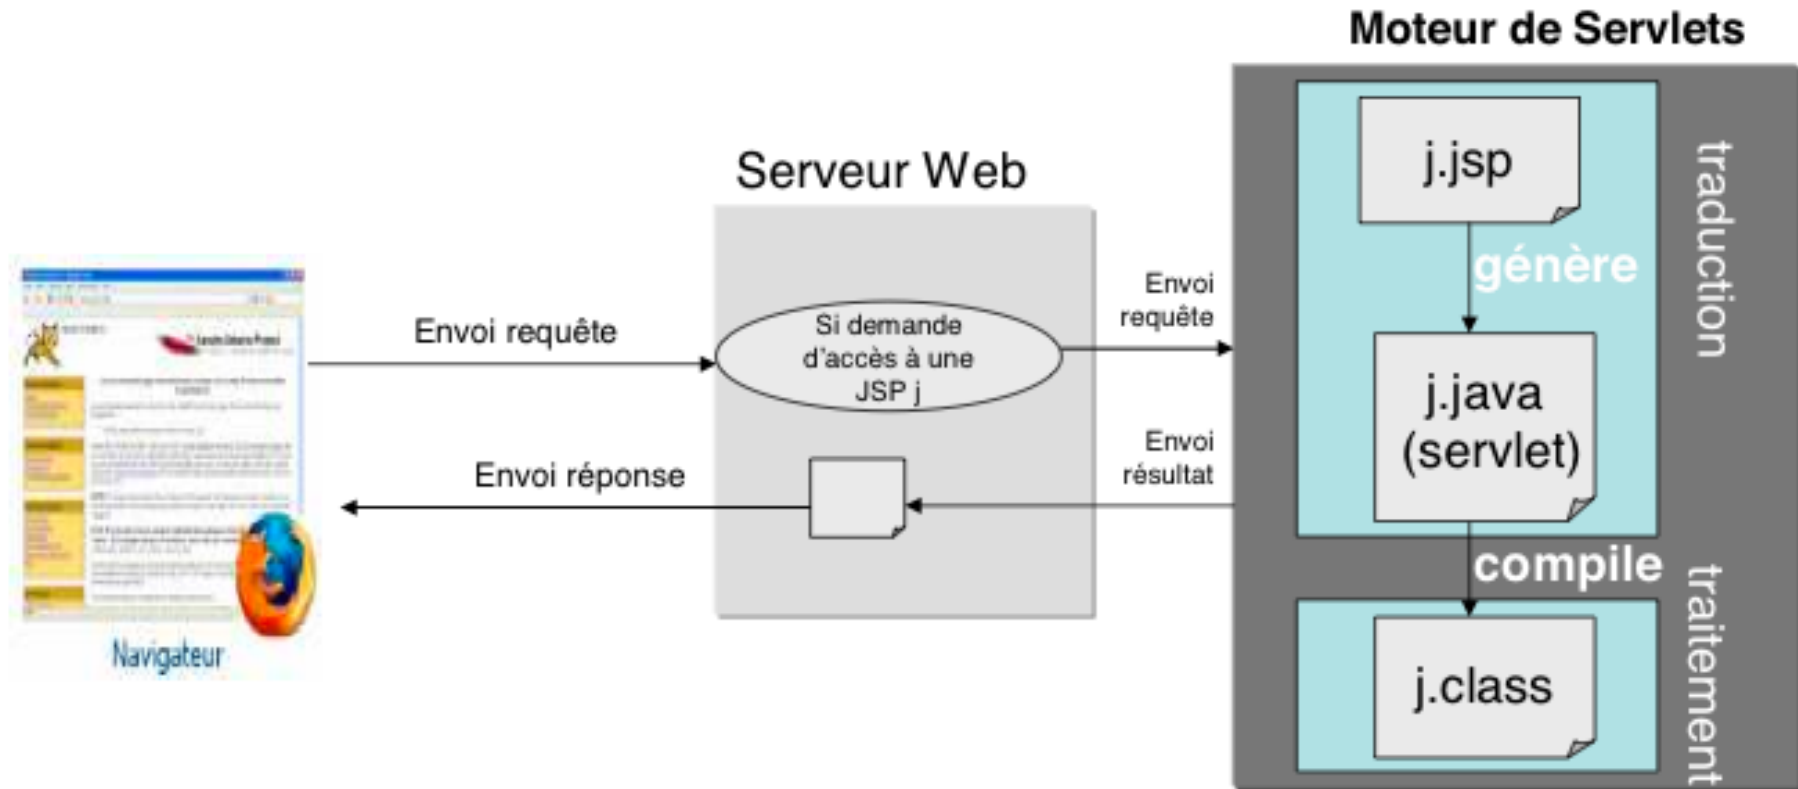 Moteur de Servlets
Serveur Web
j.jsp
génère
traduction
j.java
(servlet)
compile
traitement
j.class
Envoi requête
Si demande
d'accès à une
JSP j
Envoi
requête
Envoi
résultat
Envoi réponse
Navigateur